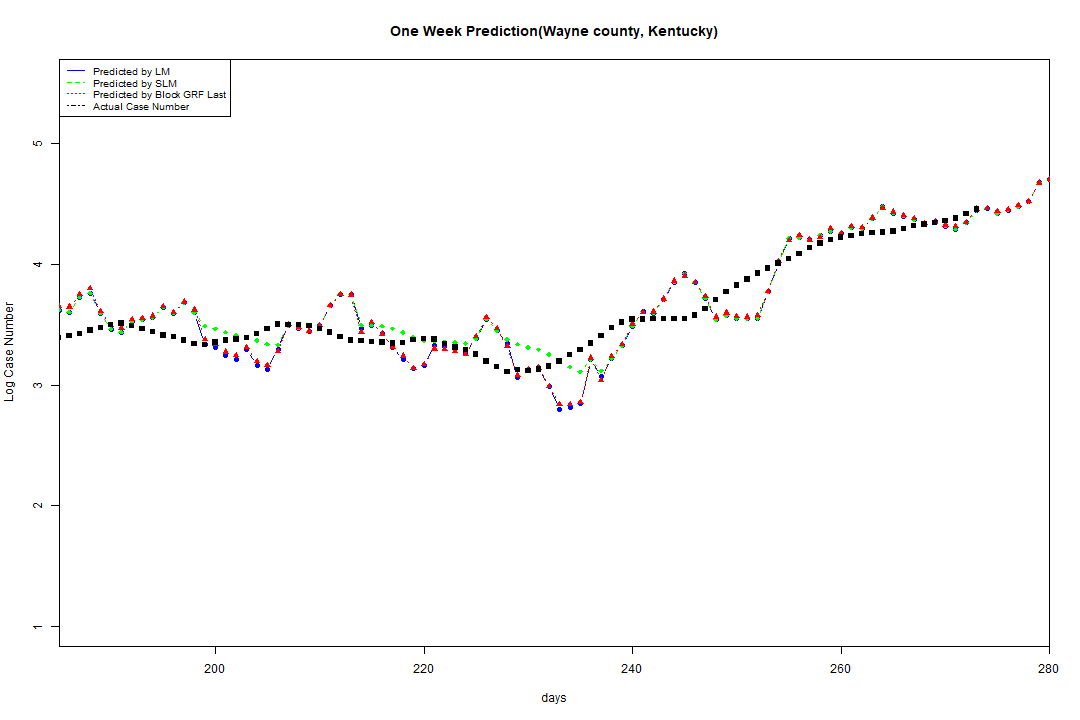 One Week Prediction(Wayne county, Kentucky)
Predicted by LM
Predicted by SLM
Predicted by Block GRF Last
Actual Case Number
5
4
3
2
1
Log Case Number
200
220
240
260
280
days